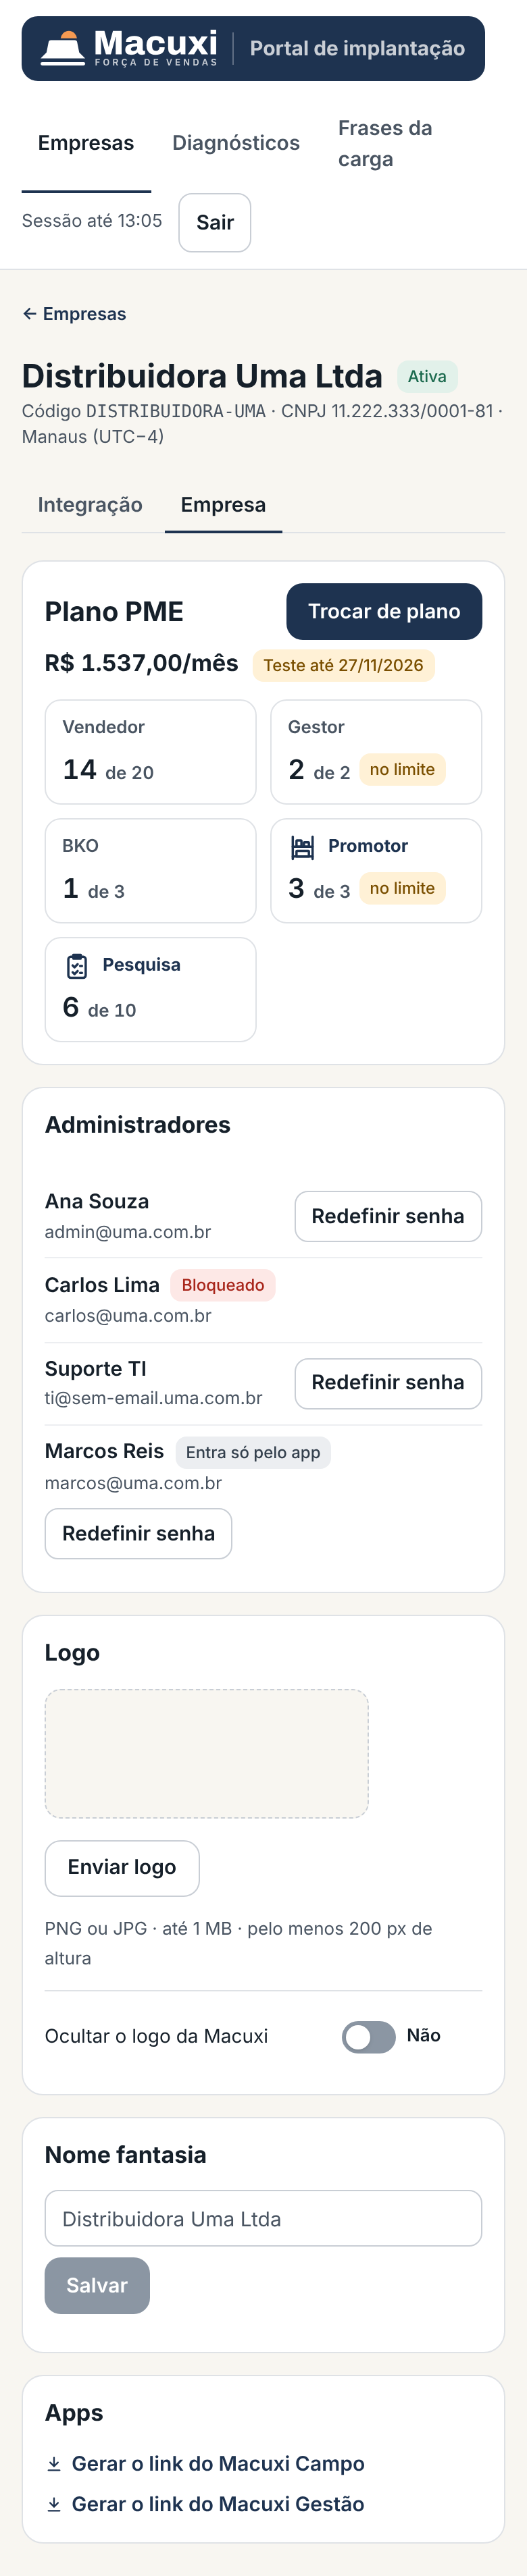 Macuxi
FORÇA DE VENDAS
Portal de implantação
Empresas
Diagnósticos
Frases da
carga
Sessão até 13:05
Sair
← Empresas
Distribuidora Uma Ltda
Ativa
Código DISTRIBUIDORA-UMA · CNPJ 11.222.333/0001-81 ·
Manaus (UTC−4)
Integração
Empresa
Plano PME
Trocar de plano
R$ 1.537,00/mês
Teste até 27/11/2026
Vendedor
14 de 20
Gestor
2 de 2 no limite
BKO
1 de 3
Promotor
3 de 3 no limite
Pesquisa
6 de 10
Administradores
Ana Souza
admin@uma.com.br
Redefinir senha
Carlos Lima Bloqueado
carlos@uma.com.br
Suporte TI
ti@sem-email.uma.com.br
Redefinir senha
Marcos Reis Entra só pelo app
marcos@uma.com.br
Redefinir senha
Logo
Enviar logo
PNG ou JPG · até 1 MB · pelo menos 200 px de
altura
Ocultar o logo da Macuxi
Não
Nome fantasia
Distribuidora Uma Ltda
Salvar
Apps
Gerar o link do Macuxi Campo
Gerar o link do Macuxi Gestão